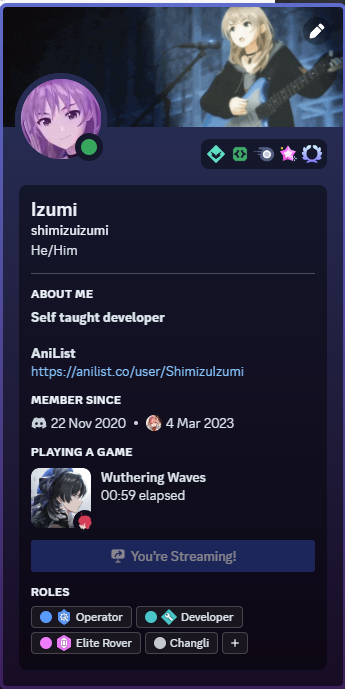 Izumi
shimizuizumi
He/Him
ABOUT ME
Self taught developer
AniList
https://anilist.co/user/ShimizuIzumi
MEMBER SINCE
22 Nov 2020 • 4 Mar 2023
PLAYING A GAME
Wuthering Waves
00:59 elapsed
You're Streaming!
ROLES
Operator Developer
Elite Rover Changli +